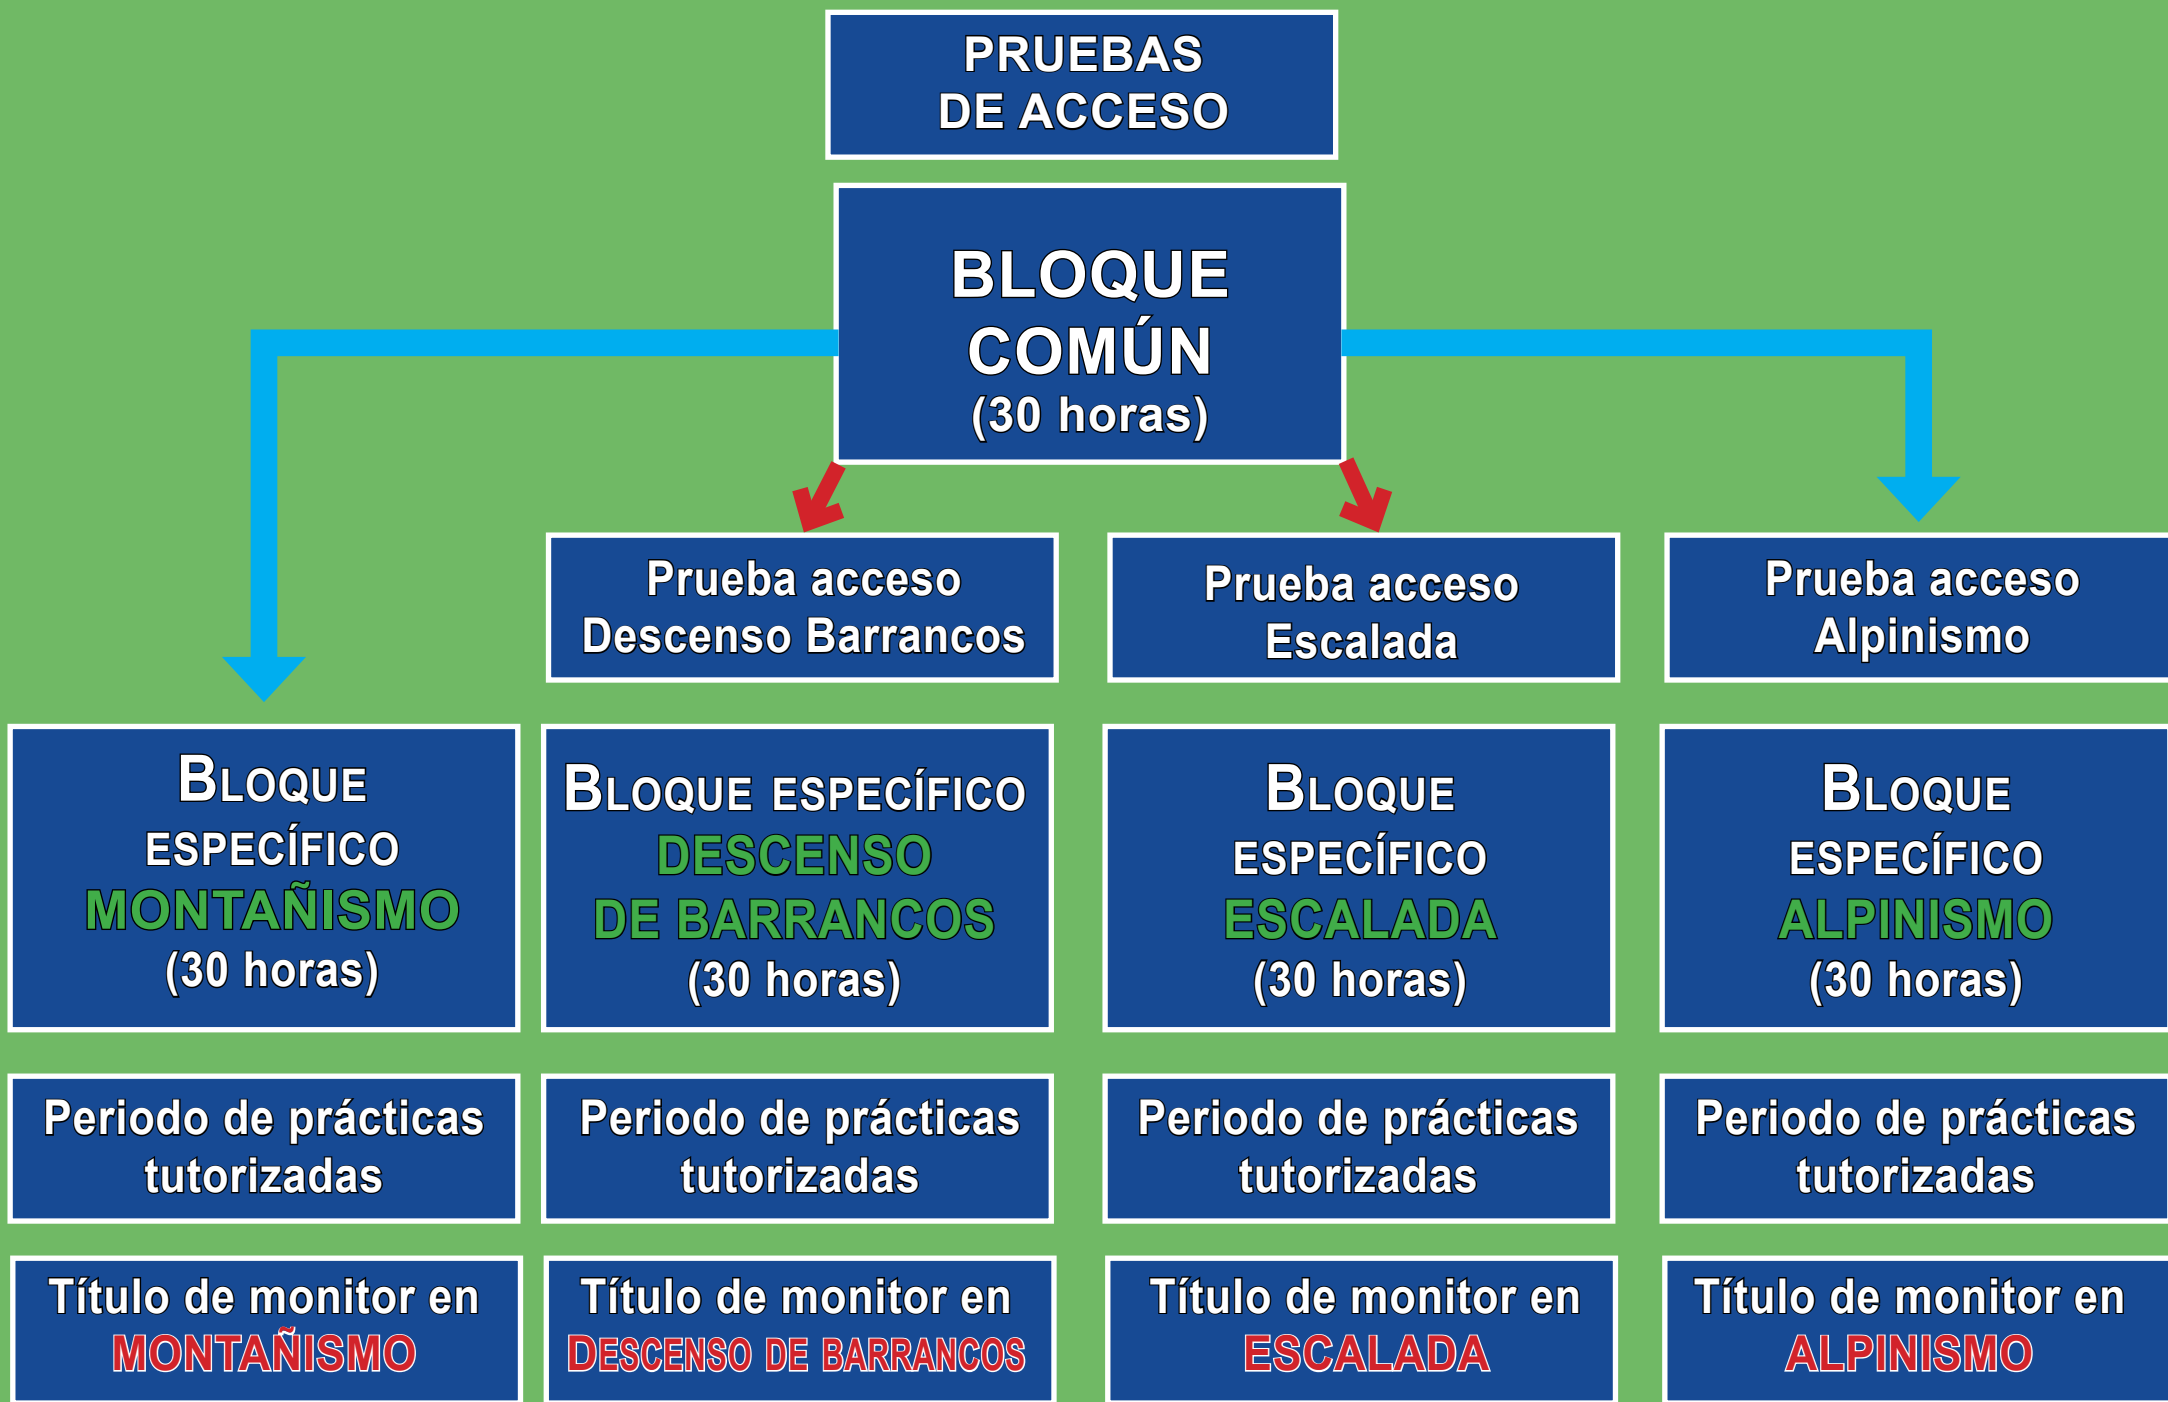 PRUEBAS
DE ACCESO
BLOQUE
COMÚN
(30 horas)
Prueba acceso
Descenso Barrancos
Prueba acceso
Escalada
Prueba acceso
Alpinismo
BLOQUE
ESPECÍFICO
MONTAÑISMO
(30 horas)
BLOQUE ESPECÍFICO
DESCENSO
DE BARRANCOS
(30 horas)
BLOQUE
ESPECÍFICO
ESCALADA
(30 horas)
BLOQUE
ESPECÍFICO
ALPINISMO
(30 horas)
Periodo de prácticas
tutorizadas
Periodo de prácticas
tutorizadas
Periodo de prácticas
tutorizadas
Periodo de prácticas
tutorizadas
Título de monitor en
MONTAÑISMO
Título de monitor en
DESCENSO DE BARRANCOS
Título de monitor en
ESCALADA
Título de monitor en
ALPINISMO